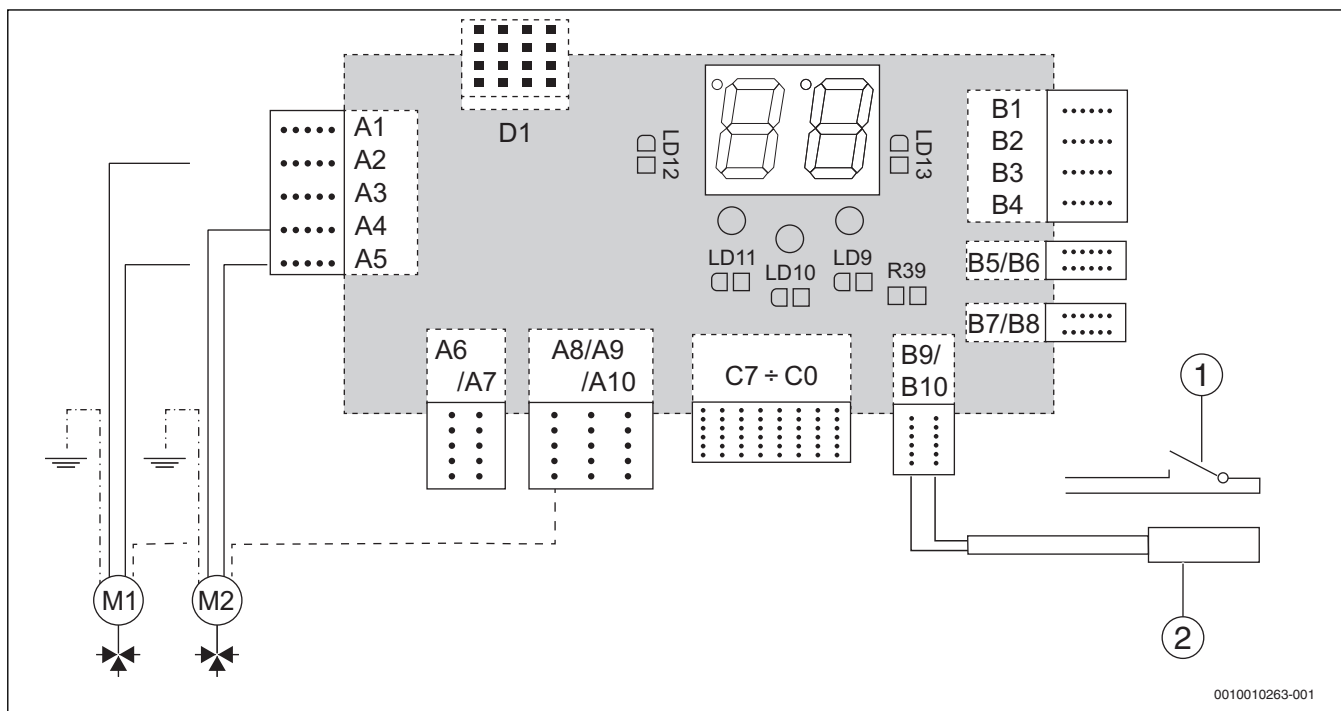 D1
A1
A2
A3
A4
A5
LD12
LD13
B1
B2
B3
B4
LD11
LD10
LD9
R39
B5/B6
B7/B8
A6
/A7
A8/A9
/A10
C7 ÷ C0
B9/
B10
1
M1
M2
2
0010010263-001